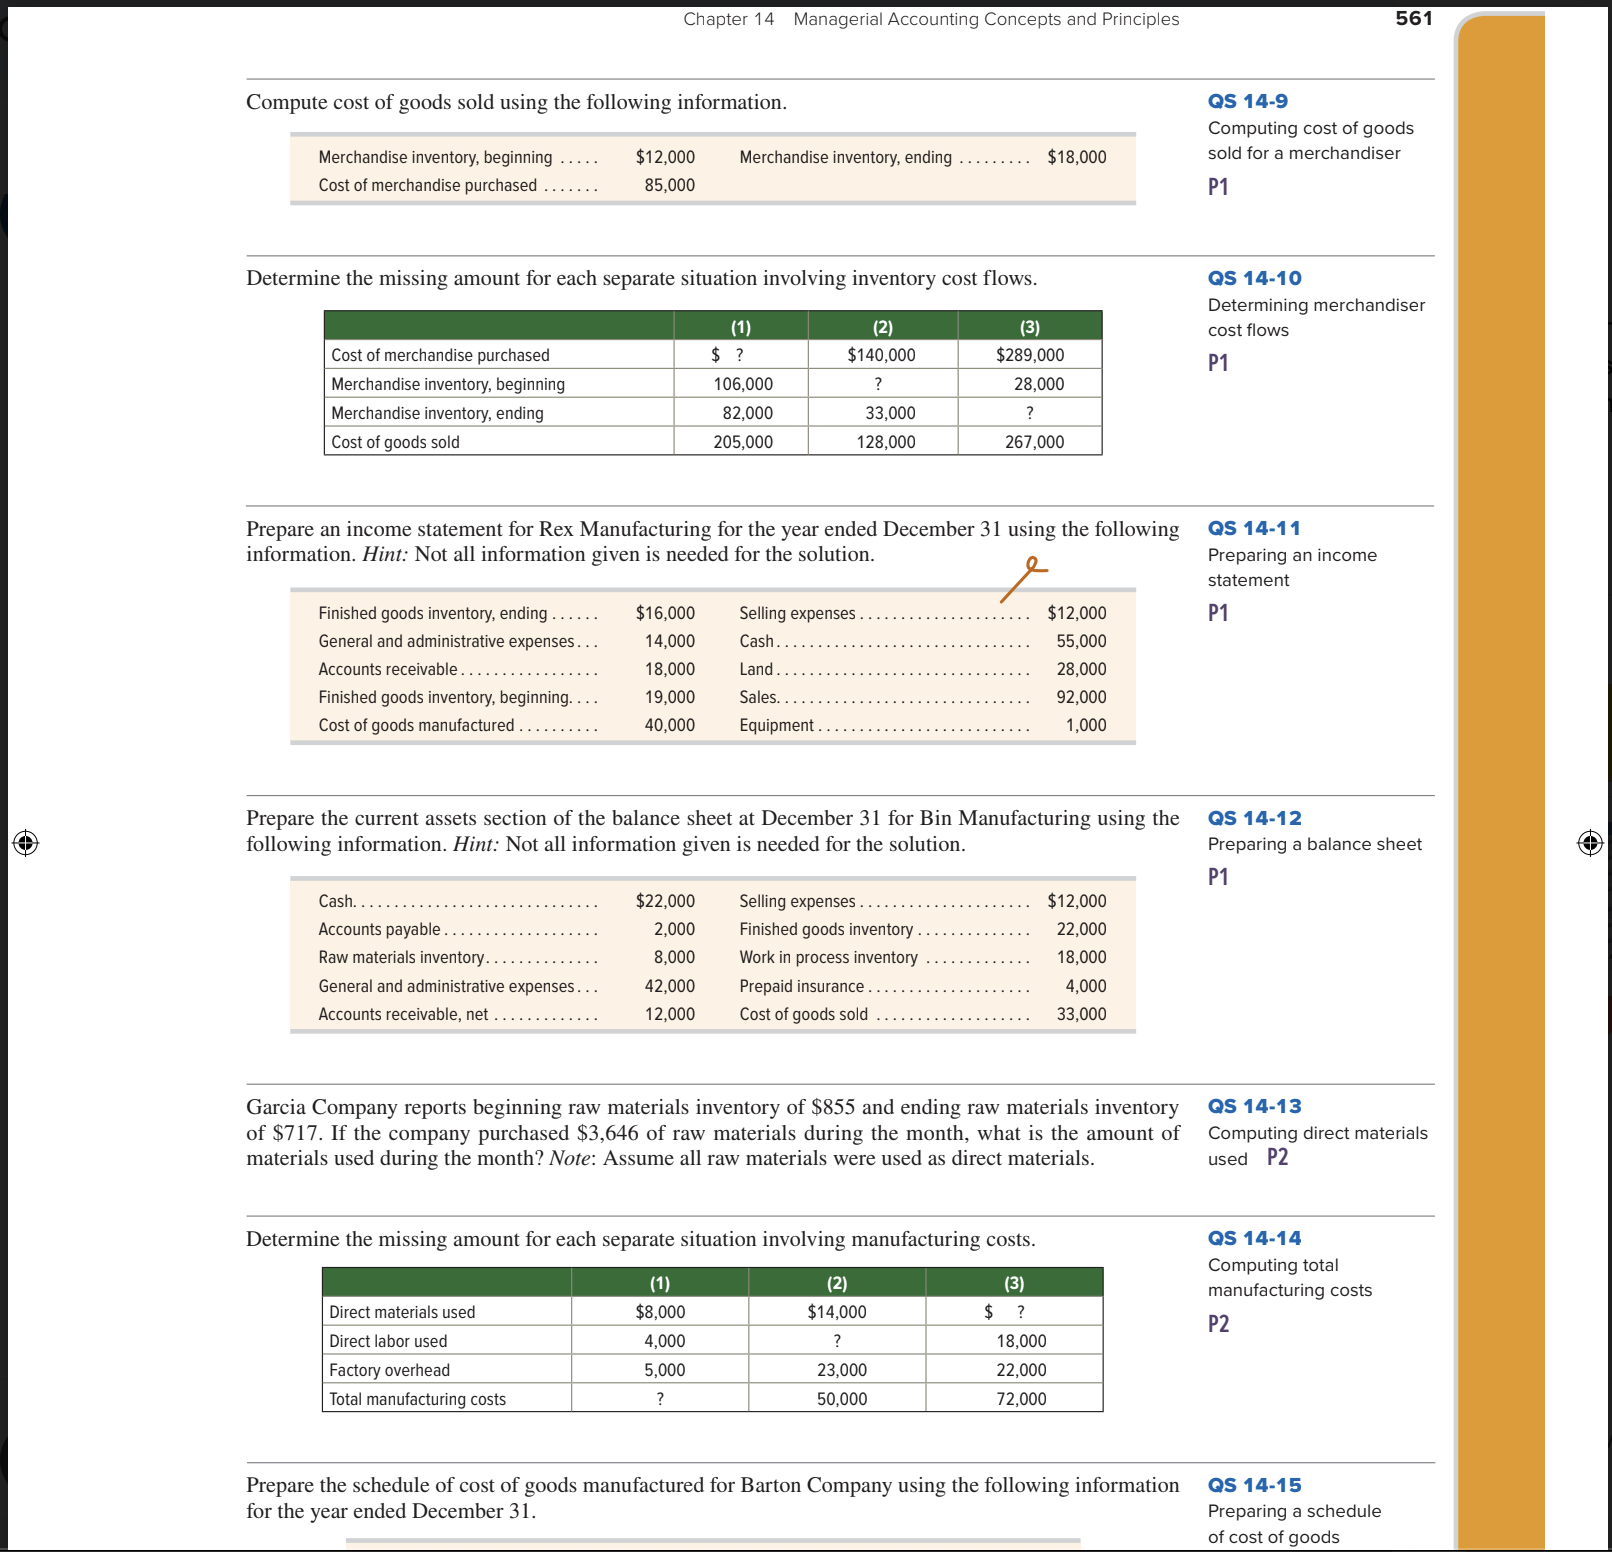 Chapter 14 Managerial Accounting Concepts and Principles 561
Compute cost of goods sold using the following information.
QS 14-9
Computing cost of goods
sold for a merchandiser
P1
Merchandise inventory, beginning ..... $12,000 Merchandise inventory, ending ......... $18,000
Cost of merchandise purchased ....... 85,000
Determine the missing amount for each separate situation involving inventory cost flows.
QS 14-10
Determining merchandiser
cost flows
P1
(1) (2) (3)
Cost of merchandise purchased $ ? $140,000 $289,000
Merchandise inventory, beginning 106,000 ? 28,000
Merchandise inventory, ending 82,000 33,000 ?
Cost of goods sold 205,000 128,000 267,000
Prepare an income statement for Rex Manufacturing for the year ended December 31 using the following
information. Hint: Not all information given is needed for the solution.
QS 14-11
Preparing an income
statement
P1
Finished goods inventory, ending ...... $16,000 Selling expenses ..................... $12,000
General and administrative expenses... 14,000 Cash............................... 55,000
Accounts receivable................. 18,000 Land............................... 28,000
Finished goods inventory, beginning.... 19,000 Sales............................... 92,000
Cost of goods manufactured .......... 40,000 Equipment .......................... 1,000
Prepare the current assets section of the balance sheet at December 31 for Bin Manufacturing using the
following information. Hint: Not all information given is needed for the solution.
QS 14-12
Preparing a balance sheet
P1
Cash.............................. $22,000 Selling expenses ..................... $12,000
Accounts payable ................... 2,000 Finished goods inventory .............. 22,000
Raw materials inventory.............. 8,000 Work in process inventory ............. 18,000
General and administrative expenses... 42,000 Prepaid insurance .................... 4,000
Accounts receivable, net ............. 12,000 Cost of goods sold ................... 33,000
Garcia Company reports beginning raw materials inventory of $855 and ending raw materials inventory
of $717. If the company purchased $3,646 of raw materials during the month, what is the amount of
materials used during the month? Note: Assume all raw materials were used as direct materials.
QS 14-13
Computing direct materials
used P2
Determine the missing amount for each separate situation involving manufacturing costs.
QS 14-14
Computing total
manufacturing costs
P2
(1) (2) (3)
Direct materials used $8,000 $14,000 $ ?
Direct labor used 4,000 ? 18,000
Factory overhead 5,000 23,000 22,000
Total manufacturing costs ? 50,000 72,000
Prepare the schedule of cost of goods manufactured for Barton Company using the following information
for the year ended December 31.
QS 14-15
Preparing a schedule
of cost of goods